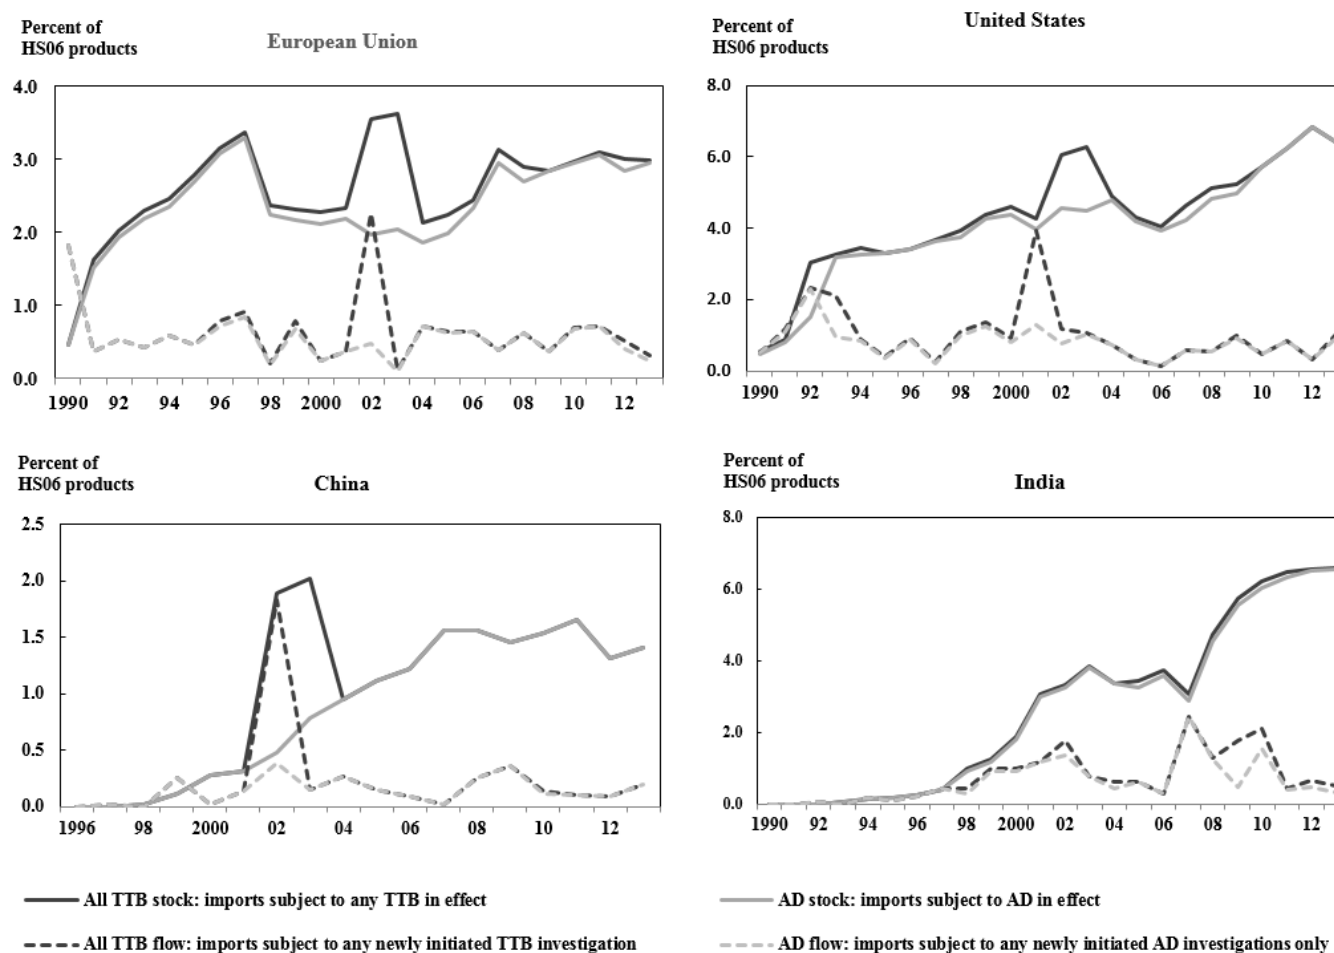 Percent of
HS06 products
European Union
4.0
3.0
2.0
1.0
0.0
1990 92 94 96 98 2000 02 04 06 08 10 12
Percent of
HS06 products
United States
8.0
6.0
4.0
2.0
0.0
1990 92 94 96 98 2000 02 04 06 08 10 12
Percent of
HS06 products
China
2.5
2.0
1.5
1.0
0.5
0.0
1996 98 2000 02 04 06 08 10 12
Percent of
HS06 products
India
8.0
6.0
4.0
2.0
0.0
1990 92 94 96 98 2000 02 04 06 08 10 12
All TTB stock: imports subject to any TTB in effect
AD stock: imports subject to AD in effect
All TTB flow: imports subject to any newly initiated TTB investigation
AD flow: imports subject to any newly initiated AD investigations only